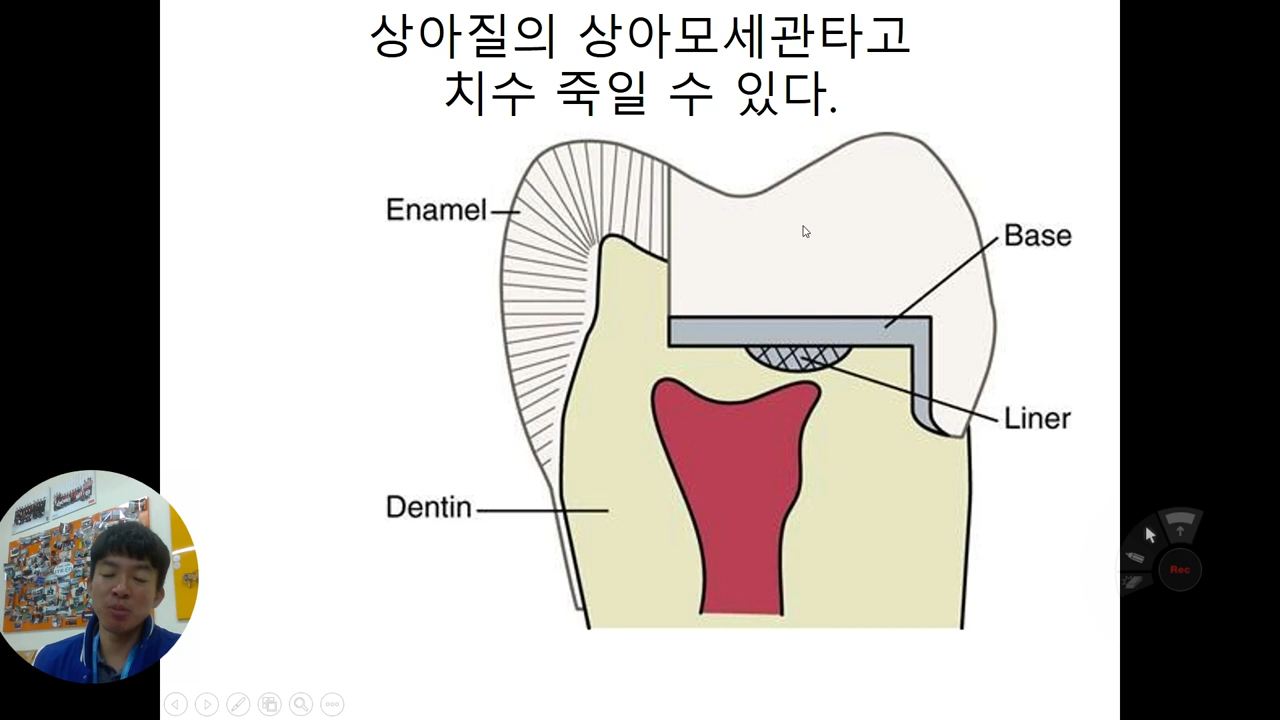 상아질의 상아모세관타고
치수 죽일 수 있다.
Enamel
Base
Liner
Dentin
Rec